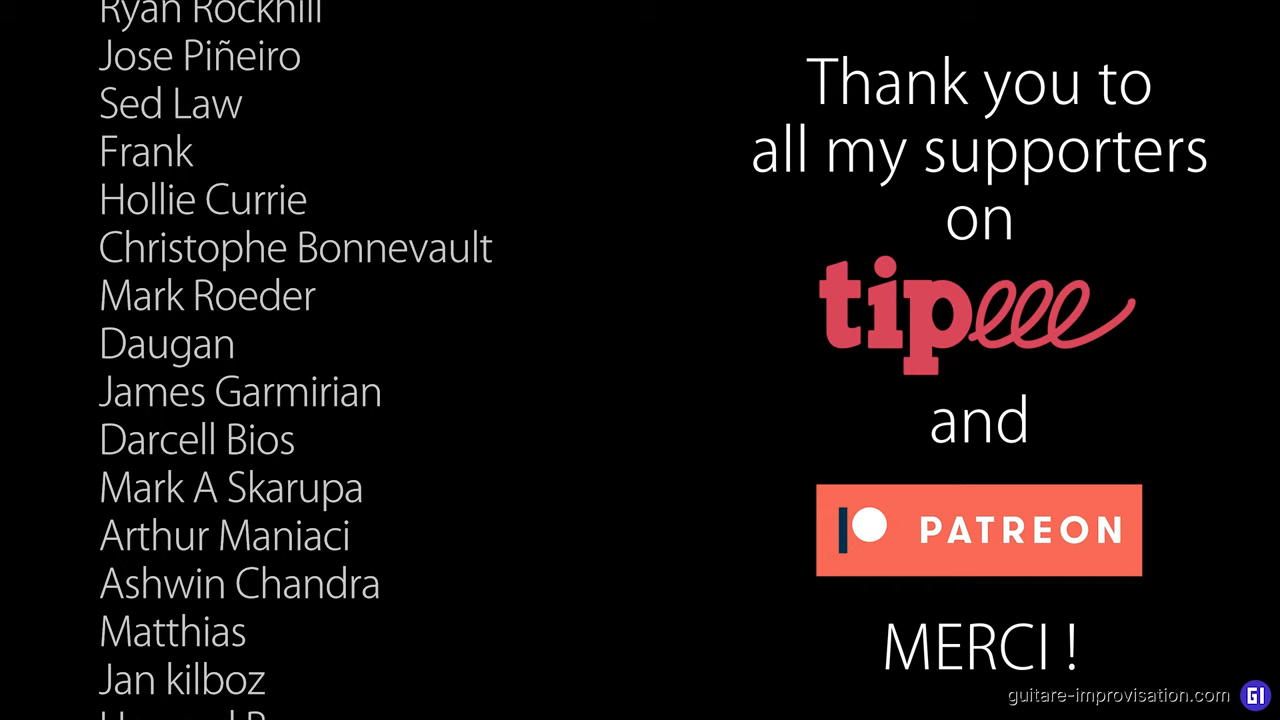 Ryan Rockhill
Jose Piñeiro
Sed Law
Frank
Hollie Currie
Christophe Bonnevault
Mark Roeder
Daugan
James Garmirian
Darcell Bios
Mark A Skarupa
Arthur Maniaci
Ashwin Chandra
Matthias
Jan kilboz
Thank you to
all my supporters
on
tipeee
and
PATREON
MERCI !
guitare-improvisation.com GI